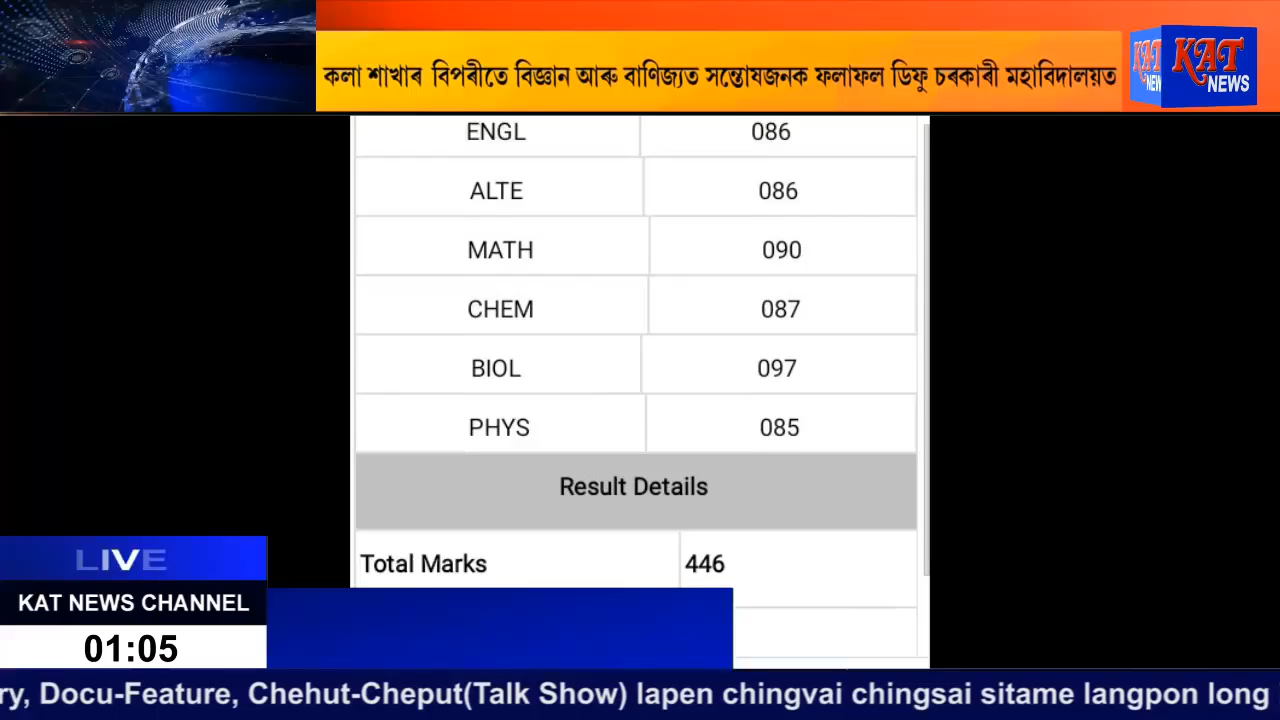 কলা শাখাৰ বিপৰীতে বিজ্ঞান আৰু বাণিজ্যত সন্তোষজনক ফলাফল ডিফু চৰকাৰী মহাবিদালয়ত
KAT NEWS
KAT NEWS
ENGL 086
ALTE 086
MATH 090
CHEM 087
BIOL 097
PHYS 085
Result Details
Total Marks 446
LIVE
KAT NEWS CHANNEL
01:05
ry, Docu-Feature, Chehut-Cheput(Talk Show) lapen chingvai chingsai sitame langpon long